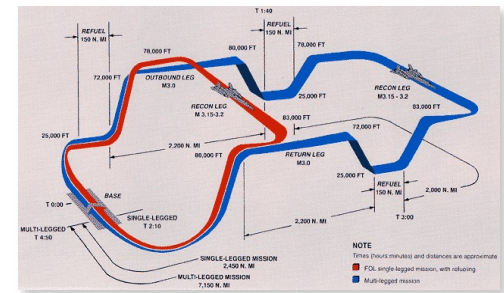 T 1:40
REFUEL
150 N. MI
78,000 FT
80,000 FT
REFUEL
150 N. MI
78,000 FT
72,000 FT
OUTBOUND LEG
M3.0
RECON LEG
M 3.15-3.2
25,000 FT
RECON LEG
M3.15 - 3.2
83,000 FT
25,000 FT
2,200 N. MI
83,000 FT
72,000 FT
80,000 FT
RETURN LEG
M3.0
25,000 FT
REFUEL
150 N. MI
2,000 N. MI
T 0:00
BASE
SINGLE-LEGGED
T 2:10
2,200 N. MI
T 3:00
MULTI-LEGGED
T 4:50
SINGLE-LEGGED MISSION
2,450 N. MI
MULTI-LEGGED MISSION
7,150 N. MI
NOTE
Times (hours minutes) and distances are approximate
FOL single-legged mission, with refueling
Multi-legged mission